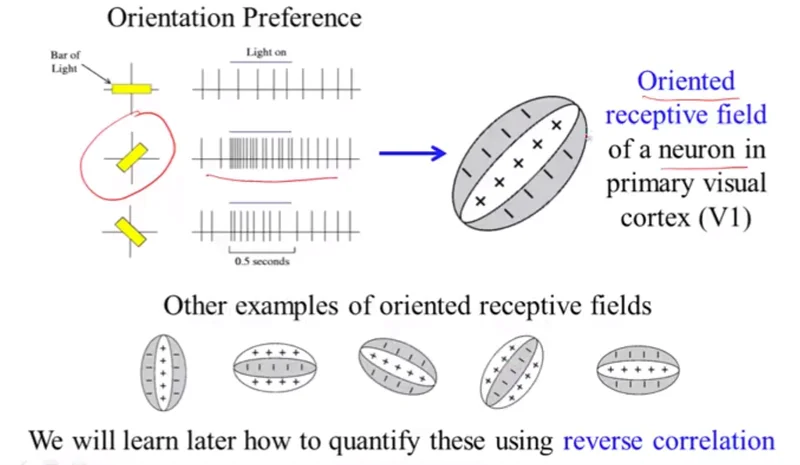 Orientation Preference
Bar of
Light
Light on
0.5 seconds
Oriented
receptive field
of a neuron in
primary visual
cortex (V1)
Other examples of oriented receptive fields
We will learn later how to quantify these using reverse correlation